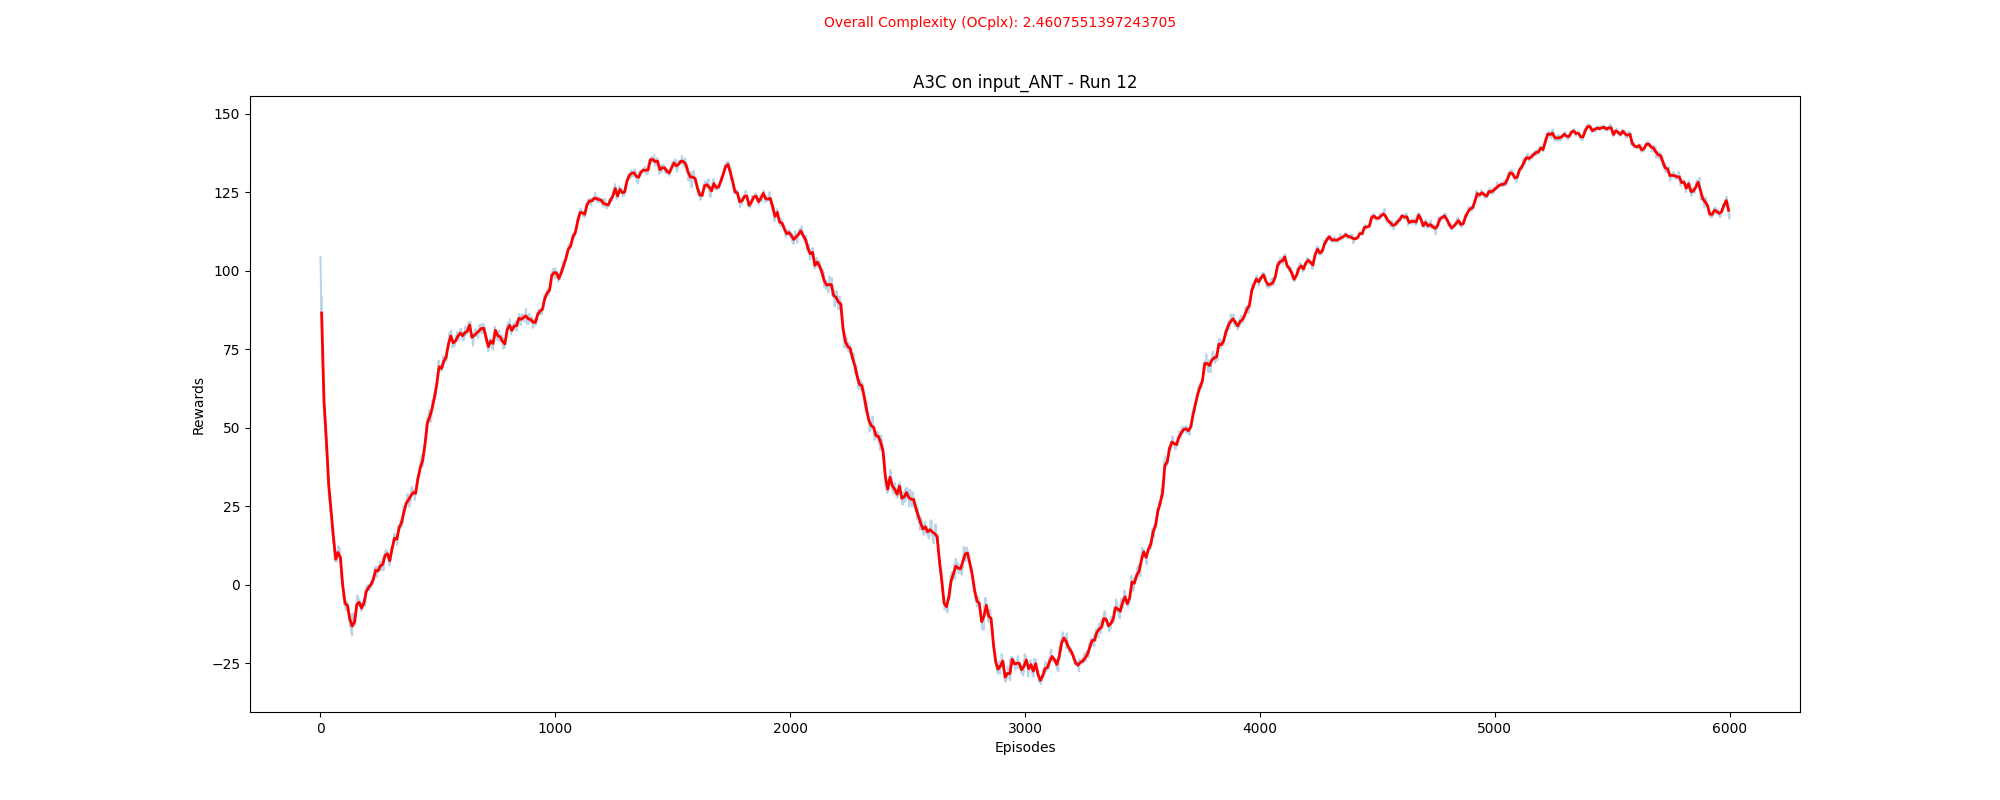 Overall Complexity (OCplx): 2.4607551397243705
A3C on input_ANT - Run 12
150
125
100
75
50
25
0
−25
Rewards
0 1000 2000 3000 4000 5000 6000
Episodes